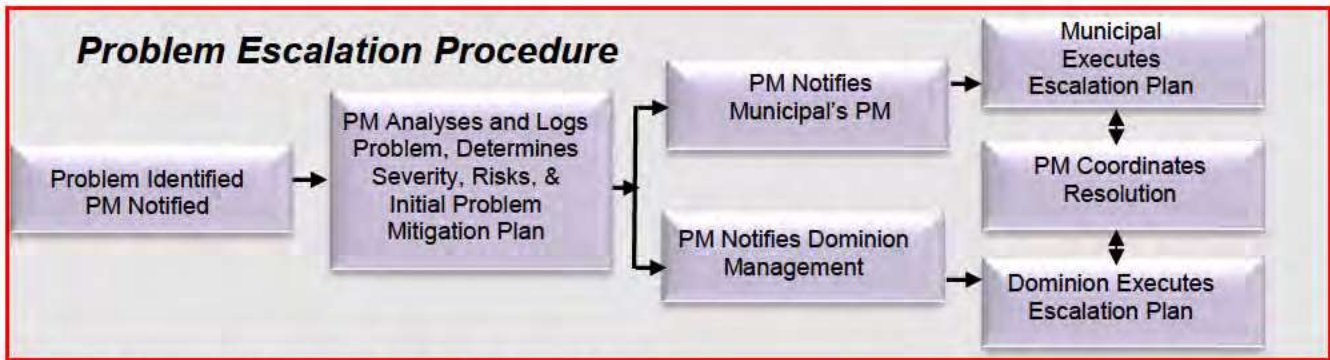 Problem Escalation Procedure
Problem Identified
PM Notified
PM Analyses and Logs
Problem, Determines
Severity, Risks, &
Initial Problem
Mitigation Plan
PM Notifies
Municipal's PM
PM Notifies Dominion
Management
Municipal
Executes
Escalation Plan
PM Coordinates
Resolution
Dominion Executes
Escalation Plan